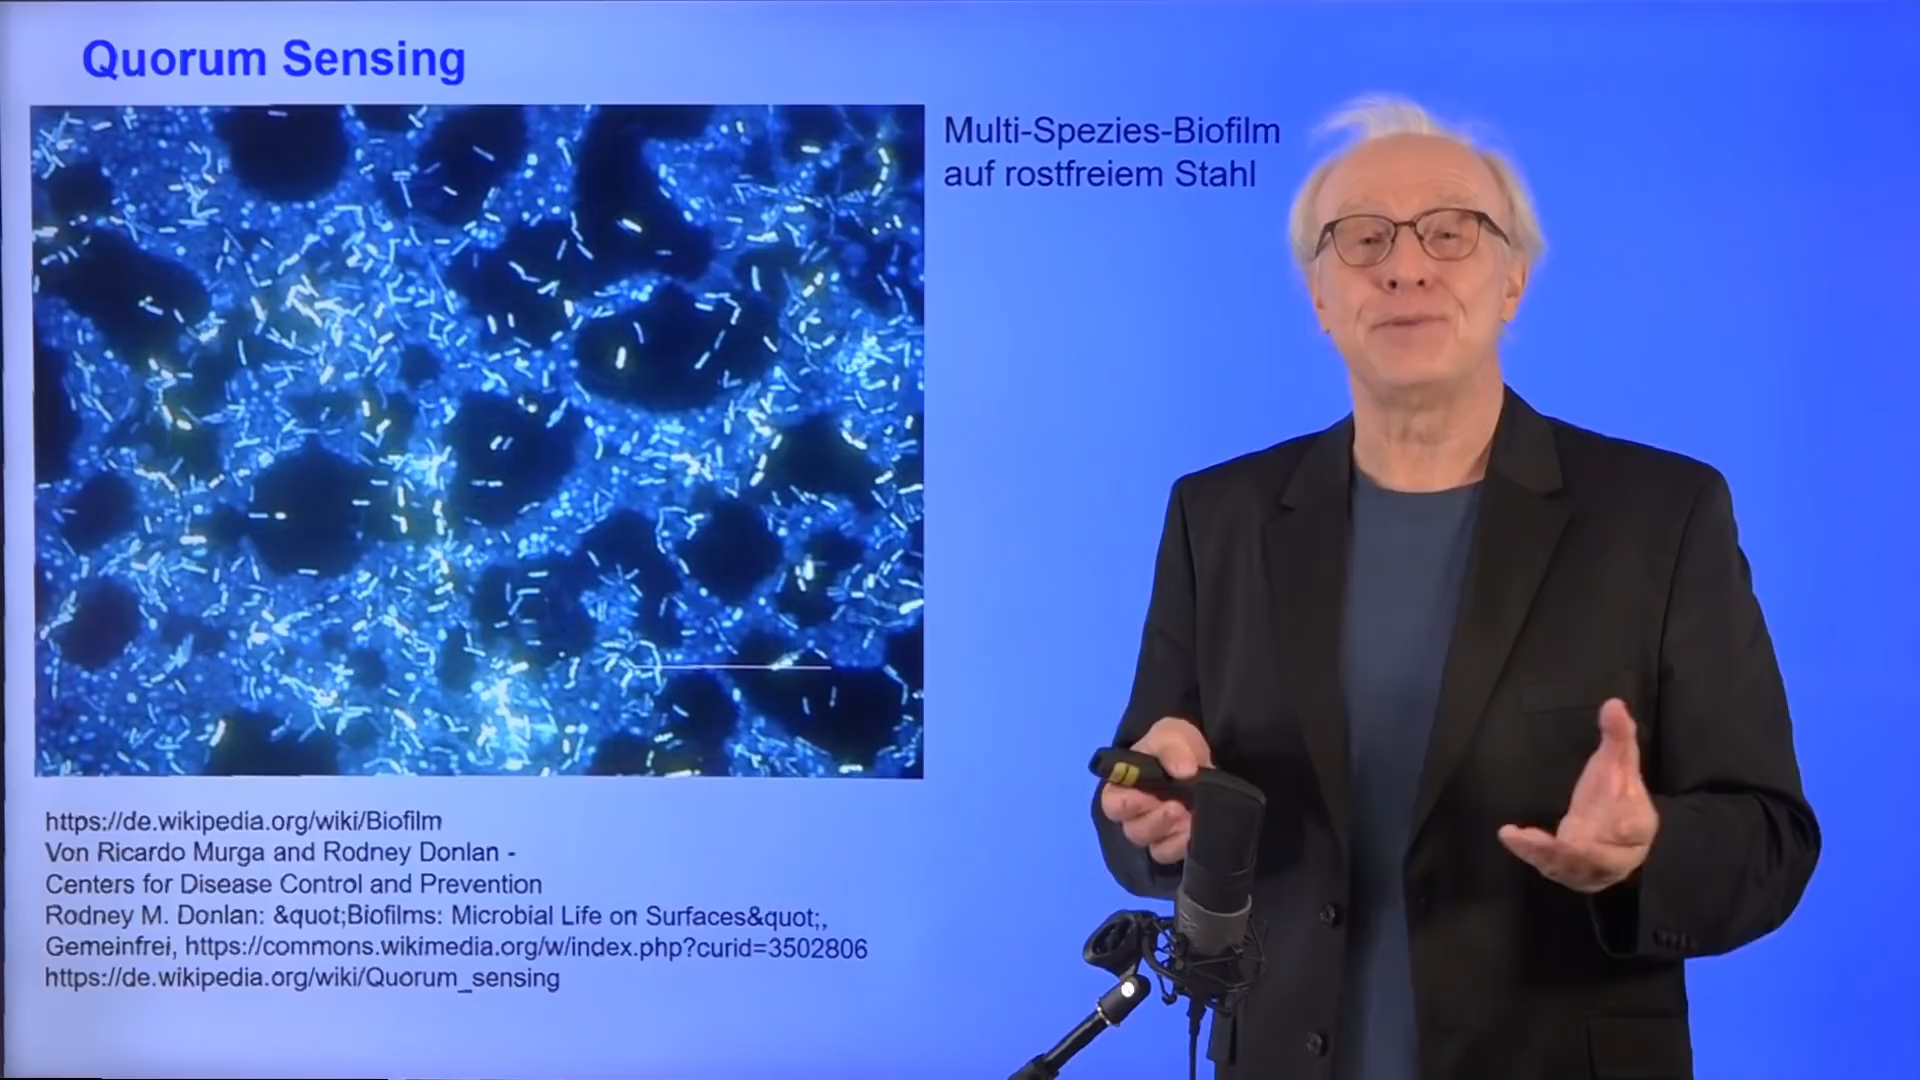 Quorum Sensing
Multi-Spezies-Biofilm
auf rostfreiem Stahl
https://de.wikipedia.org/wiki/Biofilm
Von Ricardo Murga and Rodney Donlan -
Centers for Disease Control and Prevention
Rodney M. Donlan: &quot;Biofilms: Microbial Life on Surfaces&quot;,
Gemeinfrei, https://commons.wikimedia.org/w/index.php?curid=3502806
https://de.wikipedia.org/wiki/Quorum_sensing